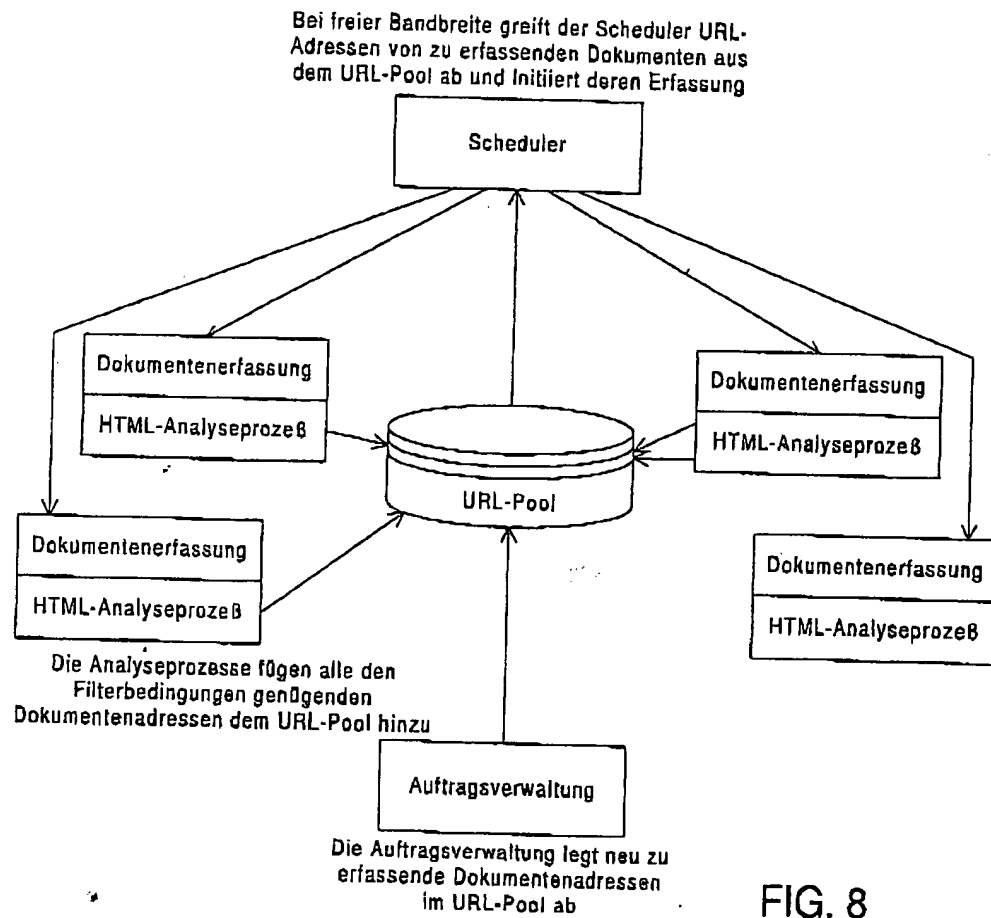 Bei freier Bandbreite greift der Scheduler URL-
Adressen von zu erfassenden Dokumenten aus
dem URL-Pool ab und Initiiert deren Erfassung
Scheduler
Dokumentenerfassung
HTML-Analyseprozeß
Dokumentenerfassung
HTML-Analyseprozeß
URL-Pool
Dokumentenerfassung
HTML-Analyseprozeß
Dokumentenerfassung
HTML-Analyseprozeß
Die Analyseprozesse fügen alle den
Filterbedingungen genügenden
Dokumentenadressen dem URL-Pool hinzu
Auftragsverwaltung
Die Auftragsverwaltung legt neu zu
erfassende Dokumentenadressen
im URL-Pool ab
FIG. 8